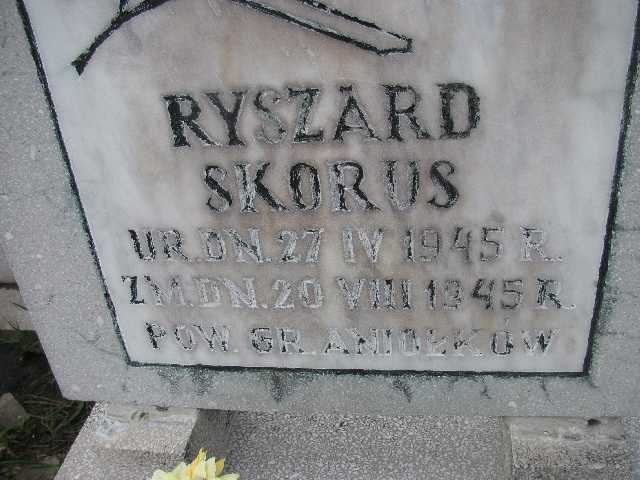 RYSZARD
SKORUS
UR. DN. 27 IV 1945 R.
ZM. DN. 20 VIII 1945 R.
POW. GR. ANIOŁKÓW